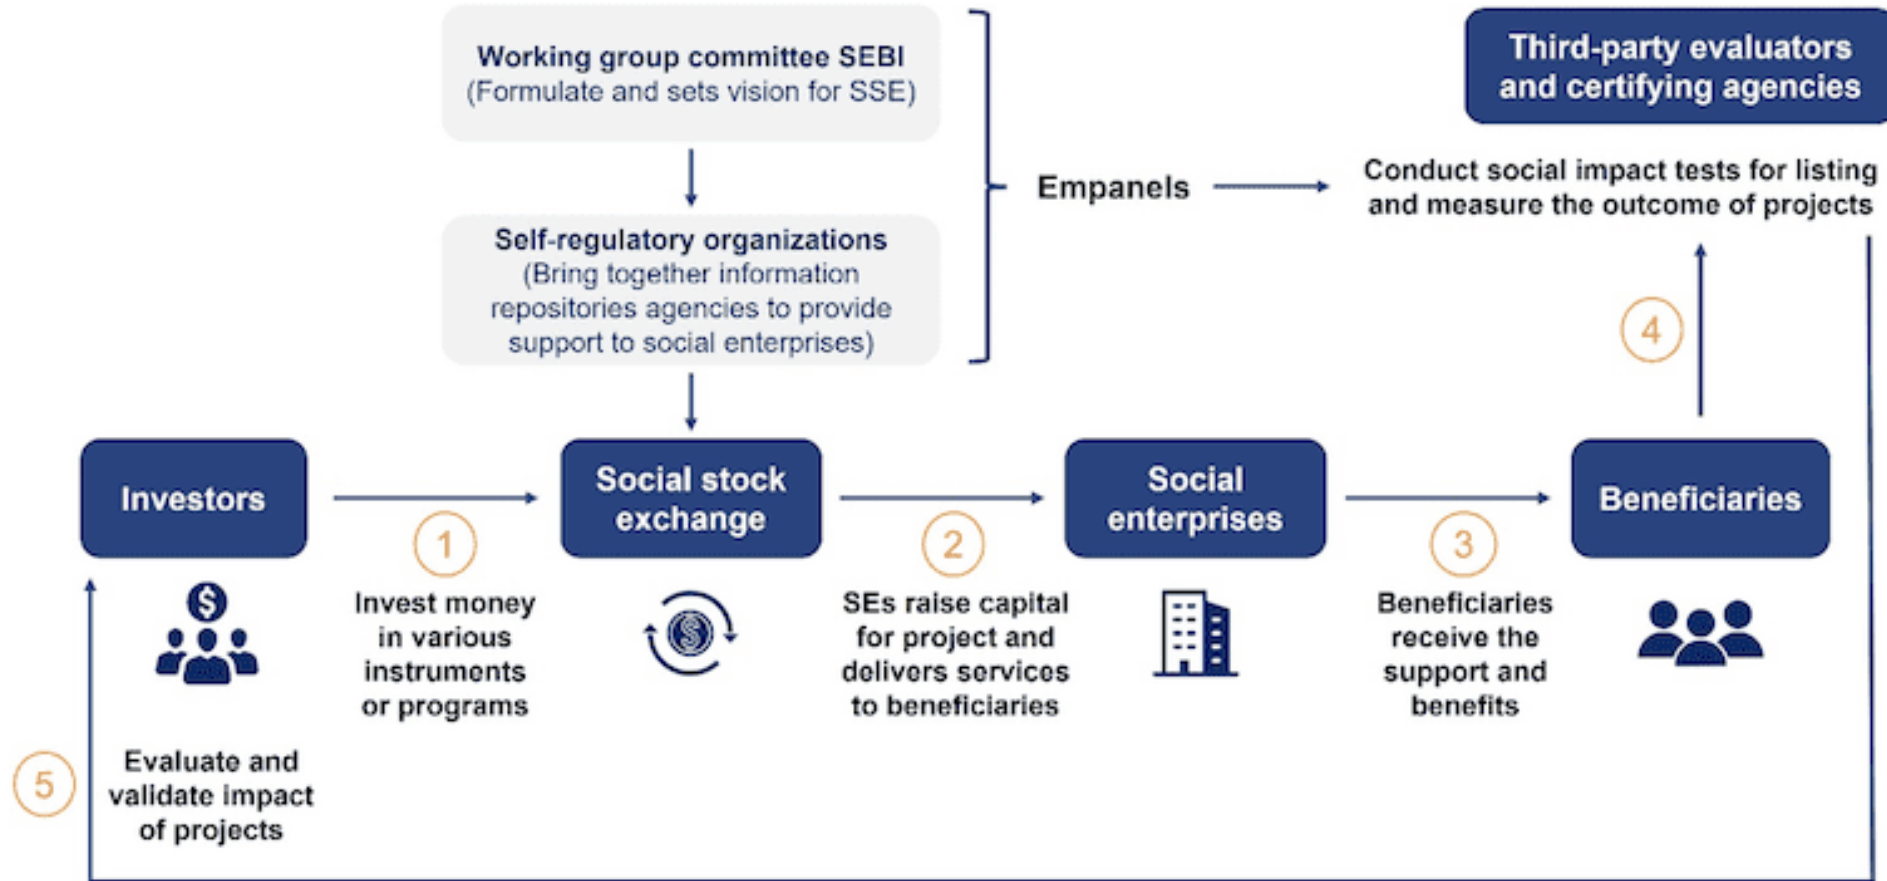 Working group committee SEBI
(Formulate and sets vision for SSE)
Third-party evaluators
and certifying agencies
Empanels
Conduct social impact tests for listing
and measure the outcome of projects
Self-regulatory organizations
(Bring together information
repositories agencies to provide
support to social enterprises)
4
Investors
Social stock
exchange
Social
enterprises
Beneficiaries
1
Invest money
in various
instruments
or programs
$
$
2
SEs raise capital
for project and
delivers services
to beneficiaries
3
Beneficiaries
receive the
support and
benefits
5
Evaluate and
validate impact
of projects